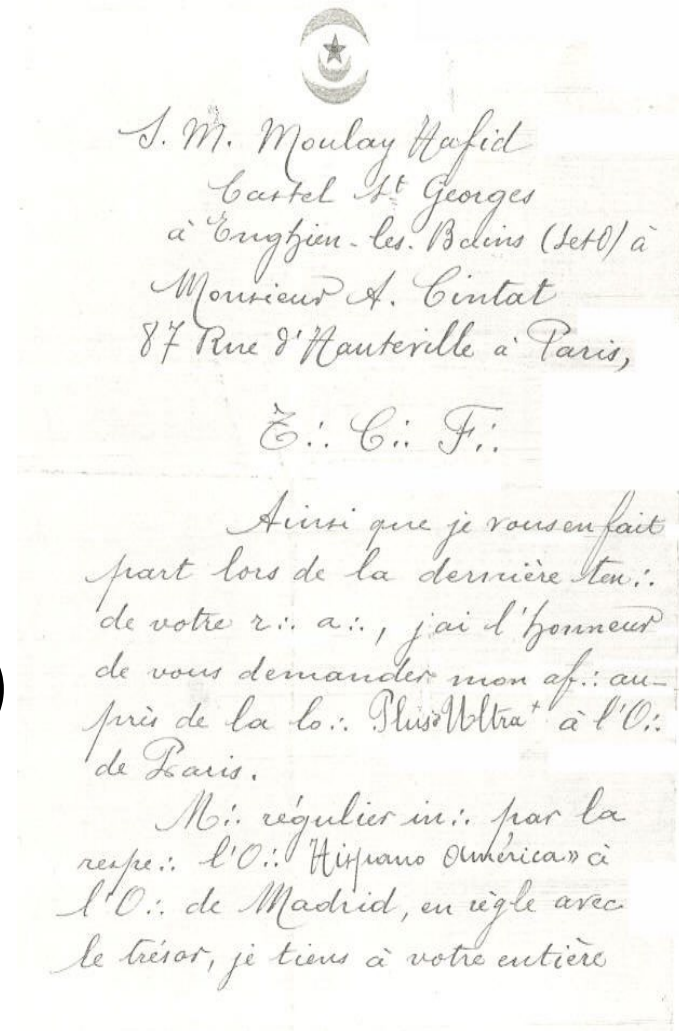 S. M. Moulay Hafid
Castel St Georges
à Enghien-les-Bains (SetO) à
Monsieur A. Cintat
87 Rue d'Hauteville à Paris,
T∴ C∴ F∴
Ainsi que je vous en fait
part lors de la dernière ten∴
de votre r∴ a∴, j'ai l'honneur
de vous demander mon af∴ au-
près de la lo∴ Plus Ultra à l'O∴
de Paris.
M∴ régulier in∴ par la
respe∴ l'O∴ "Hispano América» à
l'O∴ de Madrid, en règle avec
le trésor, je tiens à votre entière